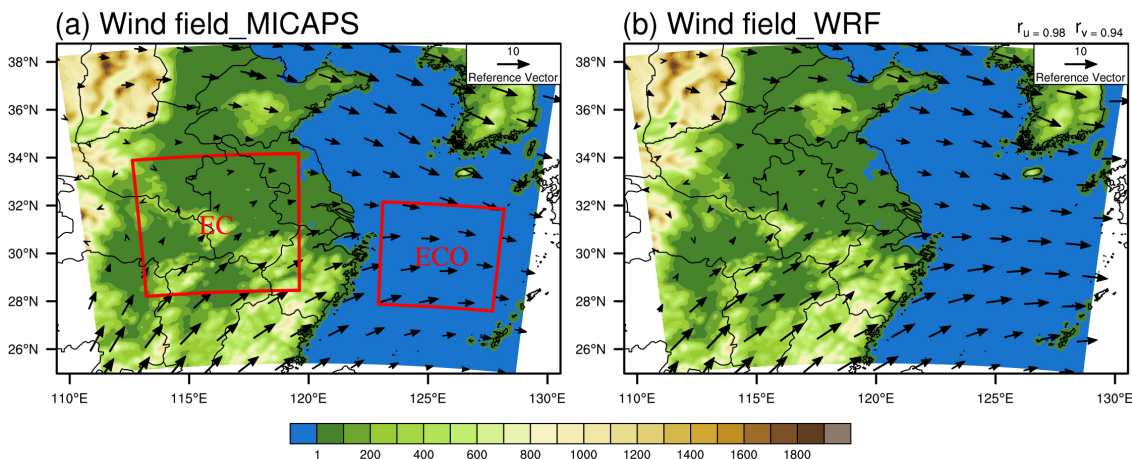 (a) Wind field_MICAPS
(b) Wind field_WRF
r u = 0.98 r v = 0.94
10
Reference Vector
10
Reference Vector
38°N
36°N
34°N
32°N
30°N
28°N
26°N
EC
ECO
38°N
36°N
34°N
32°N
30°N
28°N
26°N
110°E 115°E 120°E 125°E 130°E
110°E 115°E 120°E 125°E 130°E
1 200 400 600 800 1000 1200 1400 1600 1800